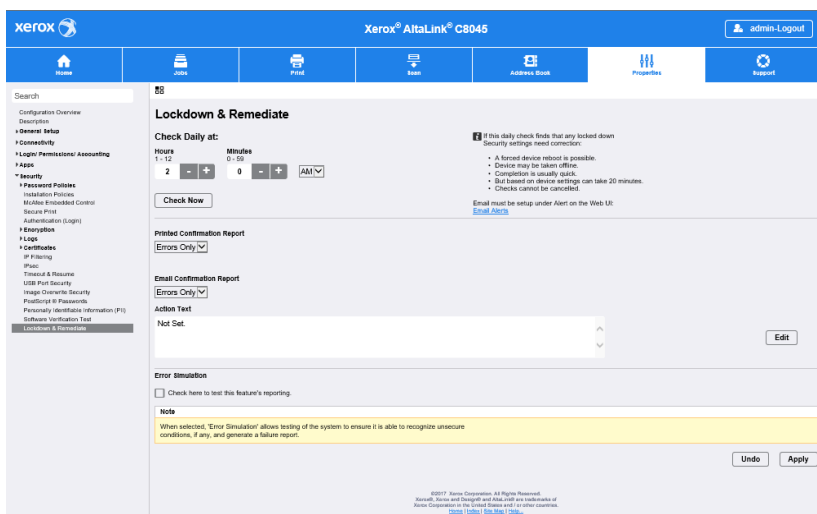 xerox
Xerox® AltaLink® C8045
admin-Logout
Home
Jobs
Print
Scan
Address Book
Properties
Support
Search
Configuration Overview
Description
General Setup
Connectivity
Login/ Permissions/ Accounting
Apps
Security
Password Policies
Installation Policies
McAfee Embedded Control
Secure Print
Authentication (Login)
Encryption
Logs
Certificates
IP Filtering
IPsec
Timeout & Resume
USB Port Security
Image Overwrite Security
PostScript ® Passwords
Personally Identifiable Information (PII)
Software Verification Test
Lockdown & Remediate
Lockdown & Remediate
Check Daily at:
Hours
1 - 12
2 - +
Minutes
0 - 59
0 - +
AM
Check Now
If this daily check finds that any locked down
Security settings need correction:
• A forced device reboot is possible.
• Device may be taken offline.
• Completion is usually quick.
• But based on device settings can take 20 minutes.
• Checks cannot be cancelled.
Email must be setup under Alert on the Web UI:
Email Alerts
Printed Confirmation Report
Errors Only
Email Confirmation Report
Errors Only
Action Text
Not Set.
Edit
Error Simulation
Check here to test this feature's reporting.
Note
When selected, 'Error Simulation' allows testing of the system to ensure it is able to recognize unsecure
conditions, if any, and generate a failure report.
Undo
Apply
©2017 Xerox Corporation. All Rights Reserved.
Xerox®, Xerox and Design® and AltaLink® are trademarks of
Xerox Corporation in the United States and / or other countries.
Home | Index | Site Map | Help...